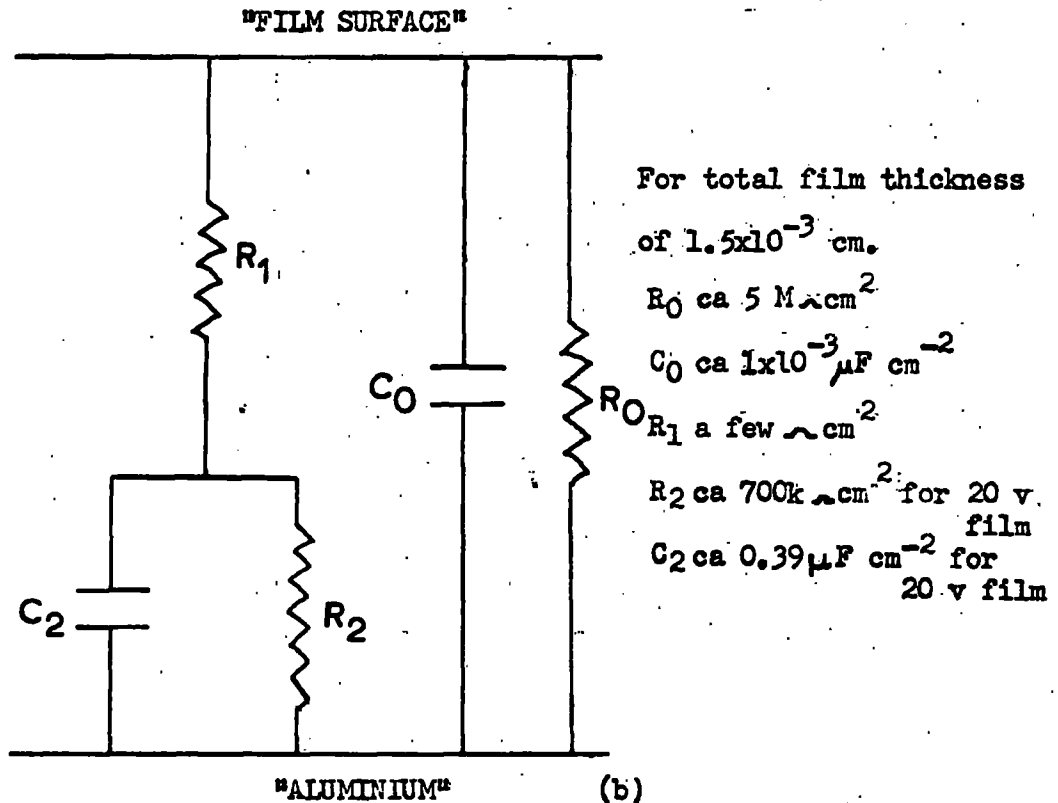 "FILM SURFACE"
For total film thickness
of 1.5x10⁻³ cm.
R₁
R₀ ca 5 MΩcm²
C₀ ca 1x10⁻³ μF cm⁻²
C₀
R₀
R₁ a few Ωcm²
R₂ ca 700kΩcm² for 20 v.
film
C₂ ca 0.39μF cm⁻² for
20 v film
C₂
R₂
"ALUMINIUM"
(b)